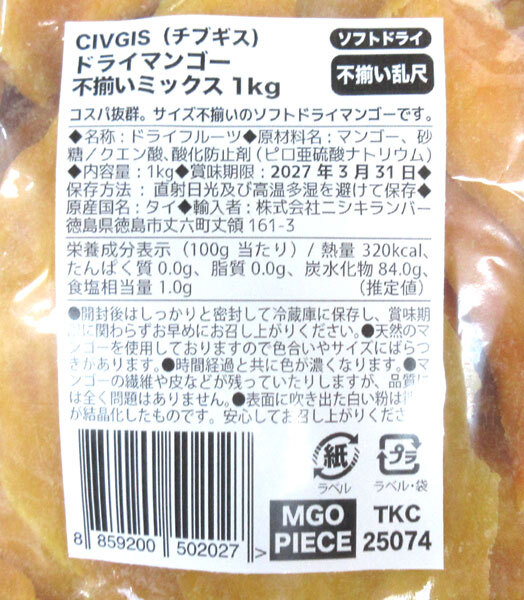 CIVGIS（チブギス）
ソフトドライ
ドライマンゴー
不揃いミックス 1kg
不揃い乱尺
コスパ抜群。サイズ不揃いのソフトドライマンゴーです。
◆名称：ドライフルーツ◆原材料名：マンゴー、砂
糖／クエン酸、酸化防止剤（ピロ亜硫酸ナトリウム）
◆内容量：1kg◆賞味期限：2027 年 3 月 31 日◆
保存方法 : 直射日光及び高温多湿を避けて保存◆
原産国名：タイ◆輸入者：株式会社ニシキランバー
徳島県徳島市丈六町丈領 161-3
栄養成分表示（100g 当たり）/ 熱量 320kcal、
たんぱく質 0.0g、脂質 0.0g、炭水化物 84.0g、
食塩相当量 1.0g （推定値）
●開封後はしっかりと密封して冷蔵庫に保存し、賞味期
に関わらずお早めにお召し上がりください。●天然のマ
ンゴーを使用しておりますので色合いやサイズにばらつ
きがあります。●時間経過と共に色が濃くなります。●マ
ンゴーの繊維や皮などが残っていたりしますが、品質に
は全く問題はありません。●表面に吹き出た白い粉は
が結晶化したものです。安心してお召し上がりくださ
紙
ラベル
プラ
ラベル・袋
8 859200 502027 >
MGO
PIECE
TKC
25074